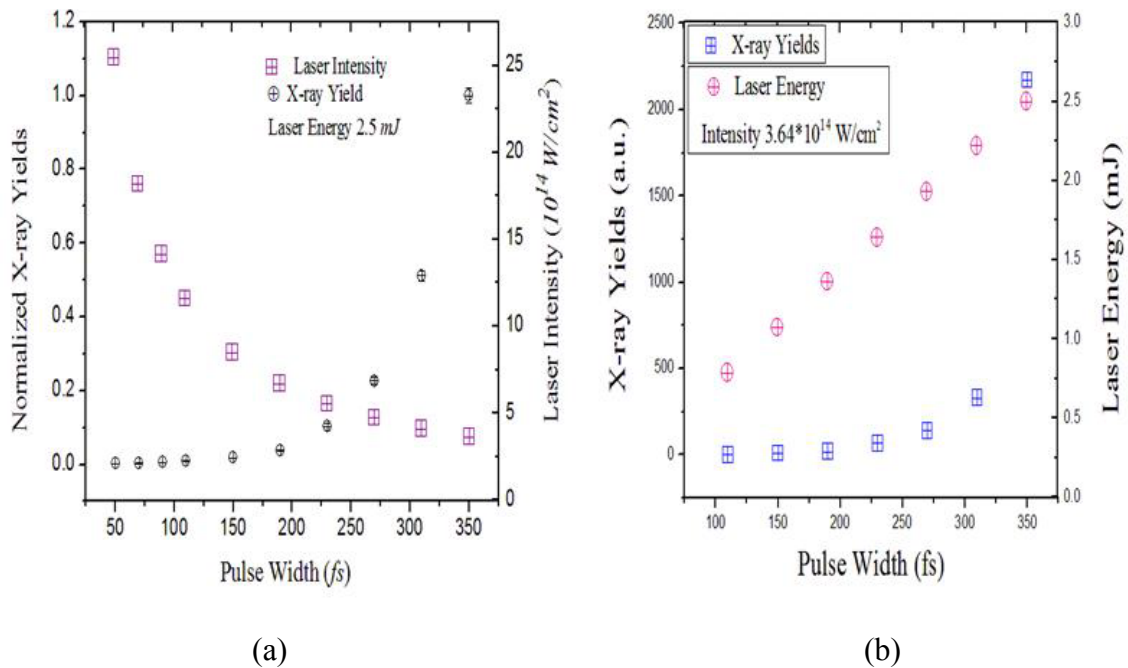 1.2
1.0
0.8
0.6
0.4
0.2
0.0
Normalized X-ray Yields
Laser Intensity
X-ray Yield
Laser Energy 2.5 mJ
25
20
15
10
5
0
Laser Intensity (10^14 W/cm^2)
50 100 150 200 250 300 350
Pulse Width (fs)
(a)
2500
2000
1500
1000
500
0
X-ray Yields (a.u.)
X-ray Yields
Laser Energy
Intensity 3.64*10^14 W/cm^2
3.0
2.5
2.0
1.5
1.0
0.5
0.0
Laser Energy (mJ)
100 150 200 250 300 350
Pulse Width (fs)
(b)